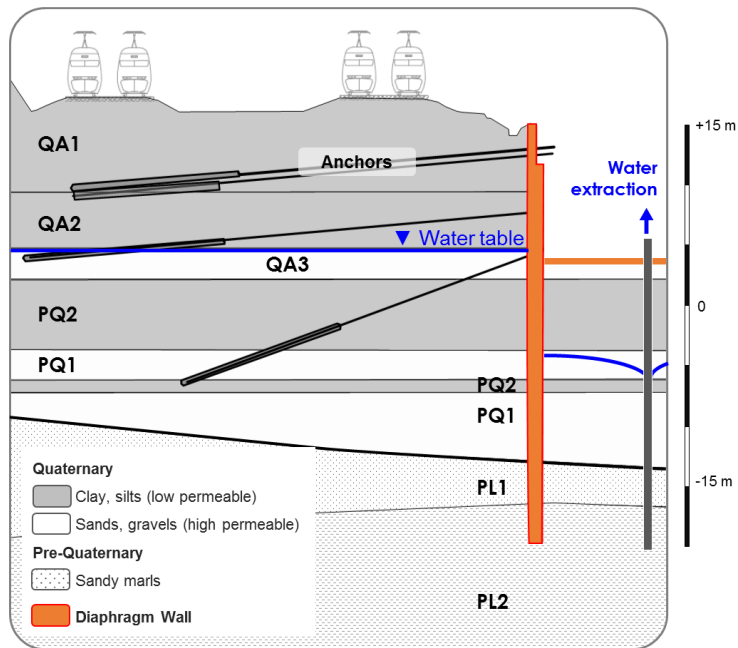 +15 m
QA1
Anchors
Water
extraction
QA2
▼ Water table
QA3
0
PQ2
PQ1
PQ2
PQ1
-15 m
PL1
PL2
Quaternary
Clay, silts (low permeable)
Sands, gravels (high permeable)
Pre-Quaternary
Sandy marls
Diaphragm Wall